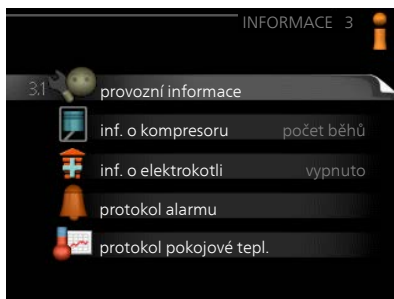 INFORMACE 3
3.1 provozní informace
inf. o kompresoru počet běhů
inf. o elektrokotli vypnuto
protokol alarmu
protokol pokojové tepl.